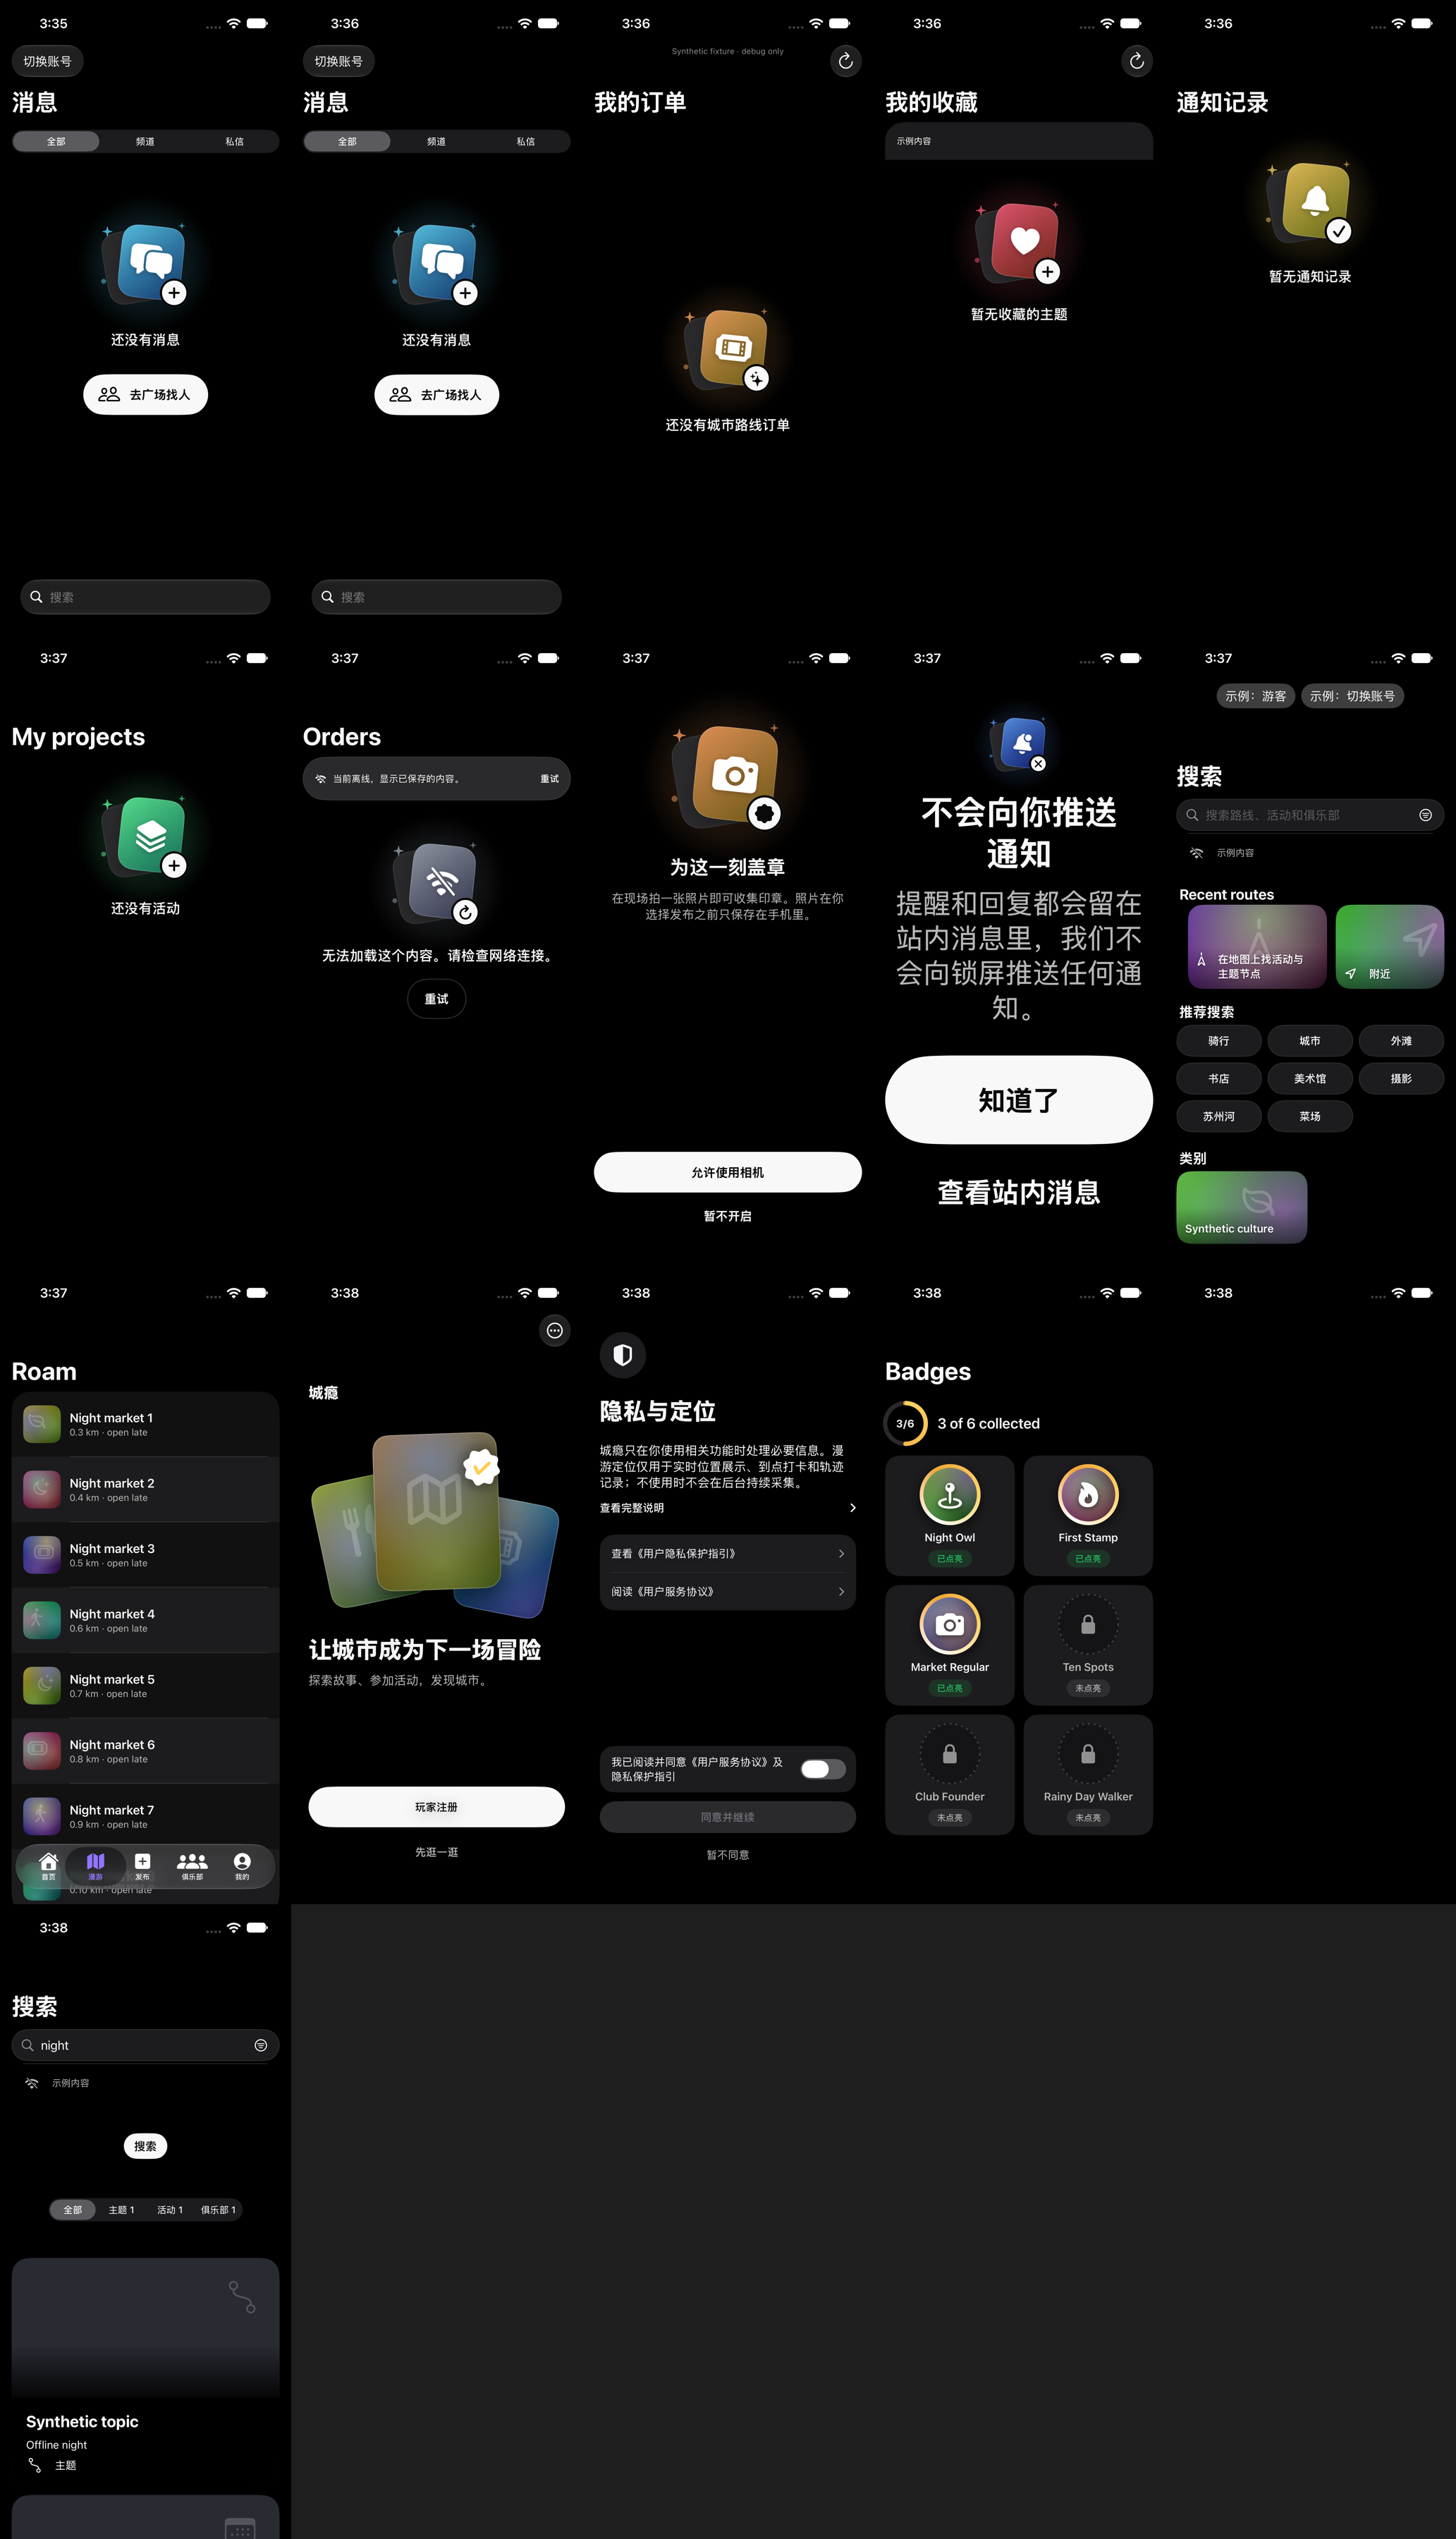 3:35
切换账号
消息
全部
频道
私信
还没有消息
去广场找人
搜索
3:36
切换账号
消息
全部
频道
私信
还没有消息
去广场找人
搜索
3:36
Synthetic fixture · debug only
我的订单
还没有城市路线订单
3:36
我的收藏
示例内容
暂无收藏的主题
3:36
通知记录
暂无通知记录
3:37
My projects
还没有活动
3:37
Orders
当前离线，显示已保存的内容。
重试
无法加载这个内容。请检查网络连接。
重试
3:37
为这一刻盖章
在现场拍一张照片即可收集印章。照片在你
选择发布之前只保存在手机里。
允许使用相机
暂不开启
3:37
不会向你推送
通知
提醒和回复都会留在
站内消息里，我们不
会向锁屏推送任何通
知。
知道了
查看站内消息
3:37
示例：游客
示例：切换账号
搜索
搜索路线、活动和俱乐部
示例内容
Recent routes
在地图上找活动与
主题节点
附近
推荐搜索
骑行
城市
外滩
书店
美术馆
摄影
苏州河
菜场
类别
Synthetic culture
3:37
Roam
Night market 1
0.3 km · open late
Night market 2
0.4 km · open late
Night market 3
0.5 km · open late
Night market 4
0.6 km · open late
Night market 5
0.7 km · open late
Night market 6
0.8 km · open late
Night market 7
0.9 km · open late
首页
漫游
发布
俱乐部
我的
0.10 km · open late
3:38
城瘾
让城市成为下一场冒险
探索故事、参加活动，发现城市。
玩家注册
先逛一逛
3:38
隐私与定位
城瘾只在你使用相关功能时处理必要信息。漫
游定位仅用于实时位置展示、到点打卡和轨迹
记录；不使用时不会在后台持续采集。
查看完整说明
查看《用户隐私保护指引》
阅读《用户服务协议》
我已阅读并同意《用户服务协议》及
隐私保护指引
同意并继续
暂不同意
3:38
Badges
3/6
3 of 6 collected
Night Owl
已点亮
First Stamp
已点亮
Market Regular
已点亮
Ten Spots
未点亮
Club Founder
未点亮
Rainy Day Walker
未点亮
3:38
3:38
搜索
night
示例内容
搜索
全部
主题 1
活动 1
俱乐部 1
Synthetic topic
Offline night
主题